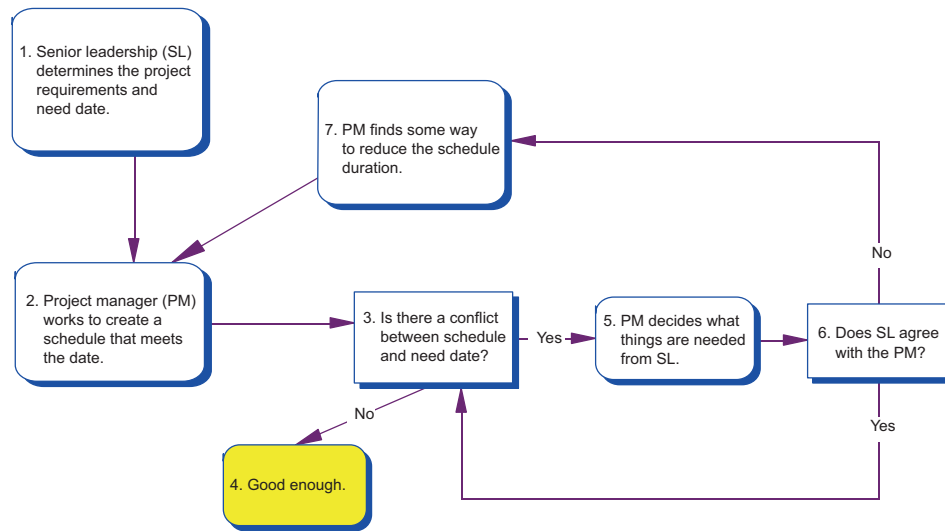 1. Senior leadership (SL)
determines the project
requirements and
need date.
7. PM finds some way
to reduce the schedule
duration.
No
2. Project manager (PM)
works to create a
schedule that meets
the date.
3. Is there a conflict
between schedule
and need date?
Yes
5. PM decides what
things are needed
from SL.
6. Does SL agree
with the PM?
No
Yes
4. Good enough.